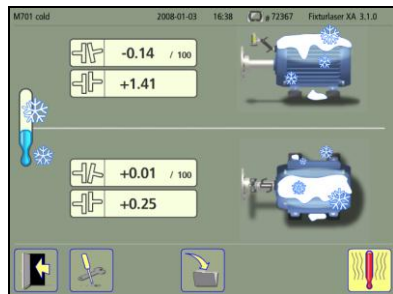 M701 cold 2008-01-03 16:38 # 72367 Fixturlaser XA 3.1.0
-0.14 / 100
+1.41
+0.01 / 100
+0.25